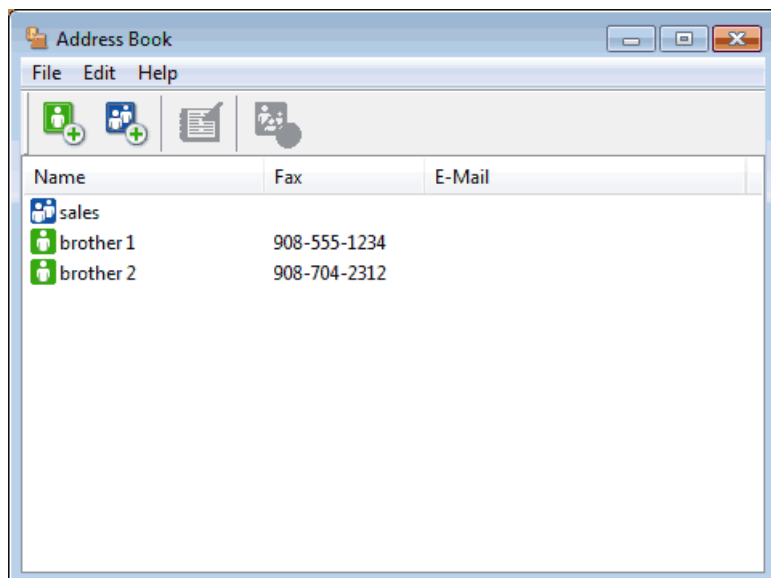 Address Book
File Edit Help
Name Fax E-Mail
sales
brother 1 908-555-1234
brother 2 908-704-2312